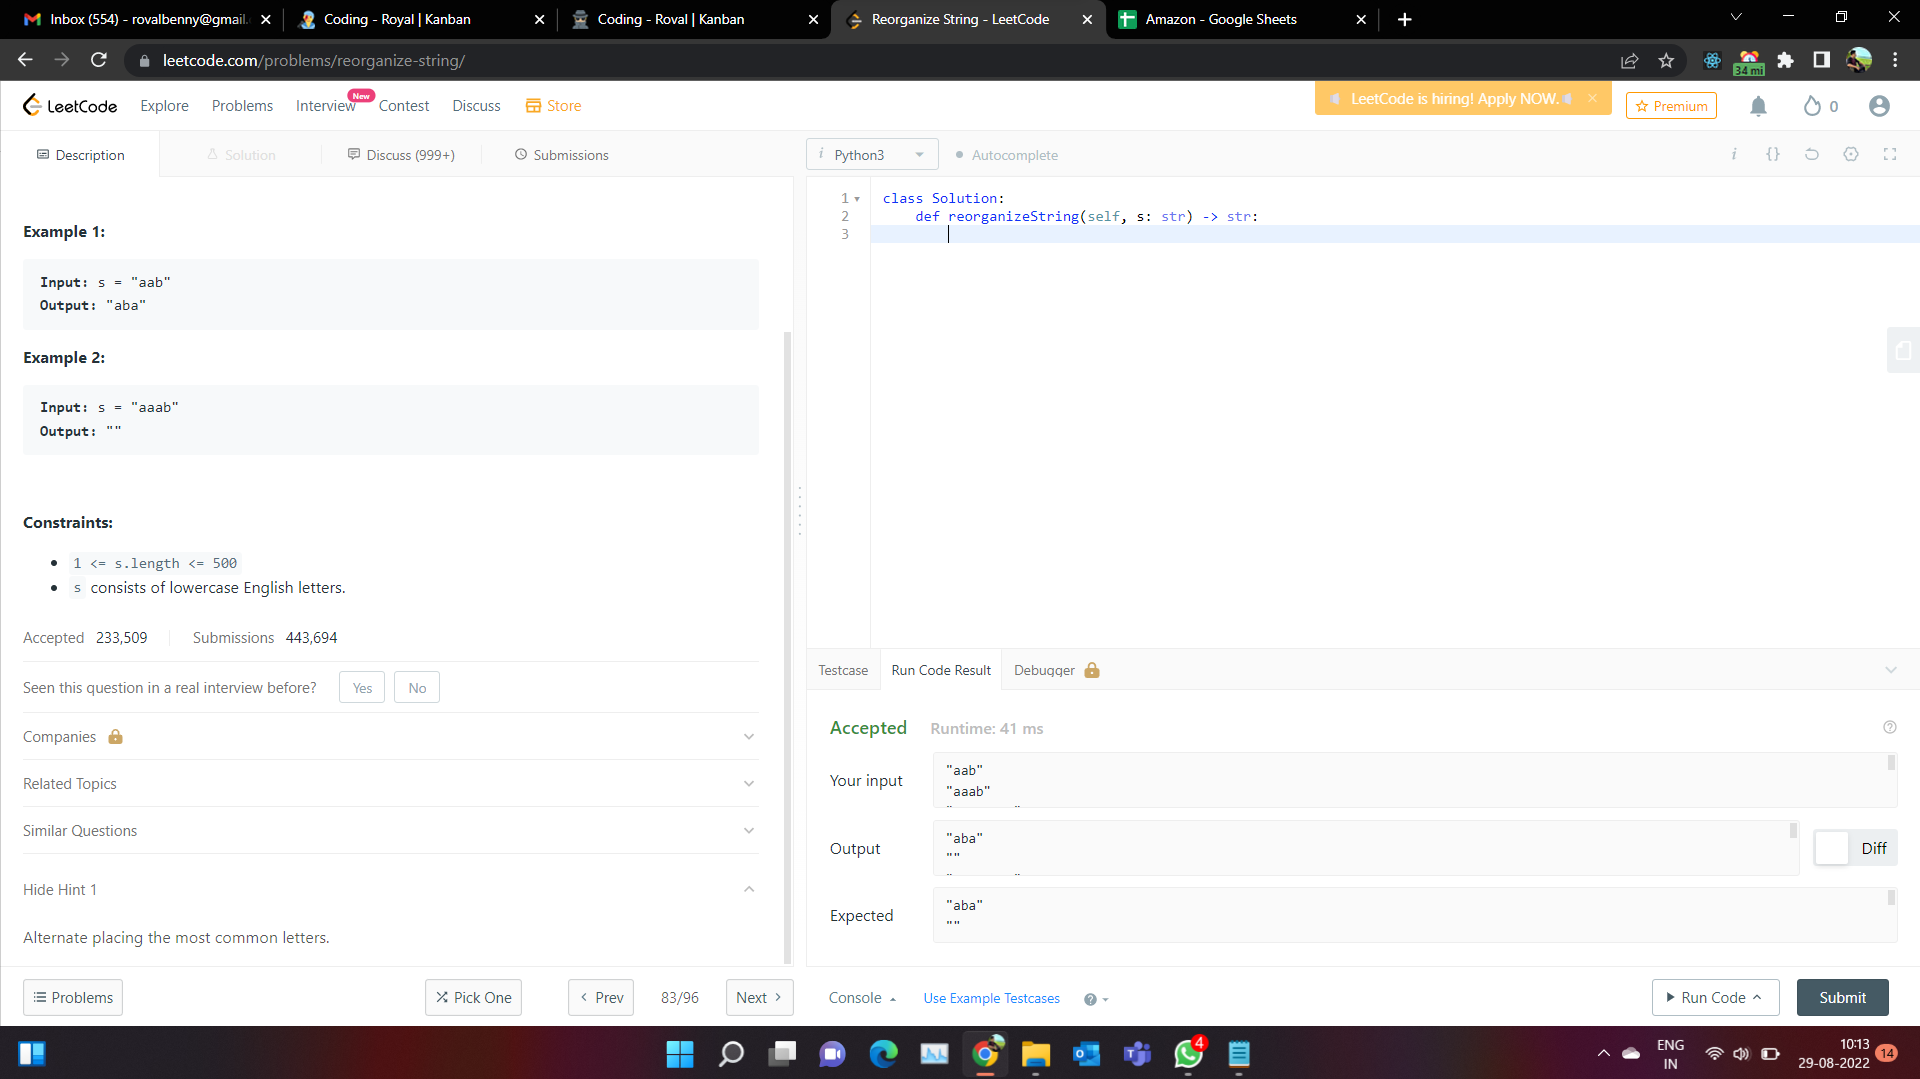 Inbox (554) - rovalbenny@gmail.
Coding - Royal | Kanban
Coding - Roval | Kanban
Reorganize String - LeetCode
Amazon - Google Sheets
leetcode.com/problems/reorganize-string/
34 mi
LeetCode
Explore
Problems
Interview
New
Contest
Discuss
Store
LeetCode is hiring! Apply NOW.
Premium
0
Description
Solution
Discuss (999+)
Submissions
i Python3
Autocomplete
i
{}
Example 1:
Input: s = "aab"
Output: "aba"
Example 2:
Input: s = "aaab"
Output: ""
Constraints:
1 <= s.length <= 500
s consists of lowercase English letters.
Accepted 233,509
Submissions 443,694
Seen this question in a real interview before?
Yes
No
Companies
Related Topics
Similar Questions
Hide Hint 1
Alternate placing the most common letters.
Problems
Pick One
Prev
83/96
Next
1 class Solution:
2 def reorganizeString(self, s: str) -> str:
3
Testcase
Run Code Result
Debugger
Accepted
Runtime: 41 ms
Your input
"aab"
"aaab"
Output
"aba"
""
Diff
Expected
"aba"
""
Console
Use Example Testcases
Run Code
Submit
4
ENG
IN
10:13
29-08-2022
14